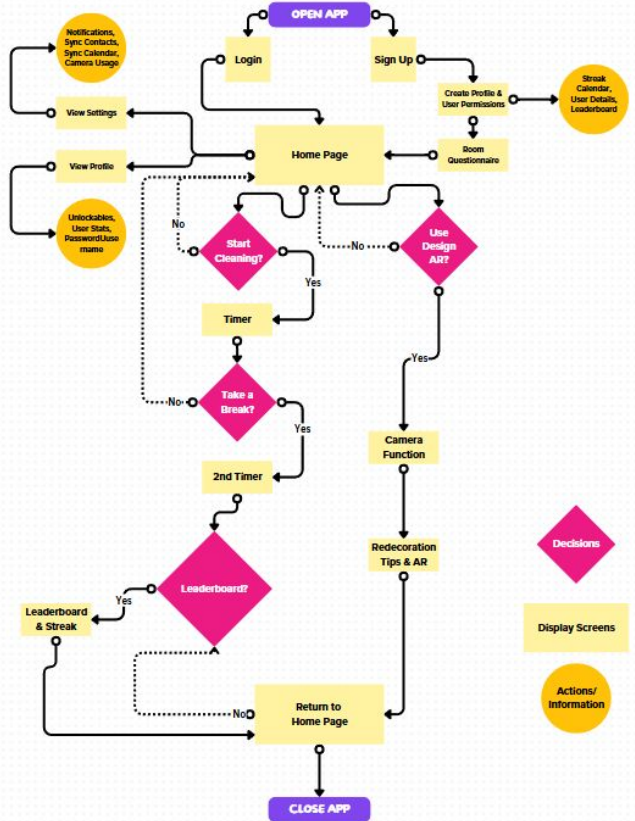 OPEN APP
Notifications,
Sync Contacts,
Sync Calendar,
Camera Usage
Login
Sign Up
View Settings
Create Profile &
User Permissions
Streak
Calendar,
User Details,
Leaderboard
Home Page
Room
Questionnaire
View Profile
Unlockables,
User Stats,
Password/use
rname
No
Start
Cleaning?
No
Use
Design
AR?
Yes
Timer
Yes
No
Take a
Break?
Yes
Camera
Function
2nd Timer
Redecoration
Tips & AR
Decisions
Leaderboard?
Yes
Leaderboard
& Streak
Display Screens
No
Return to
Home Page
Actions/
Information
CLOSE APP